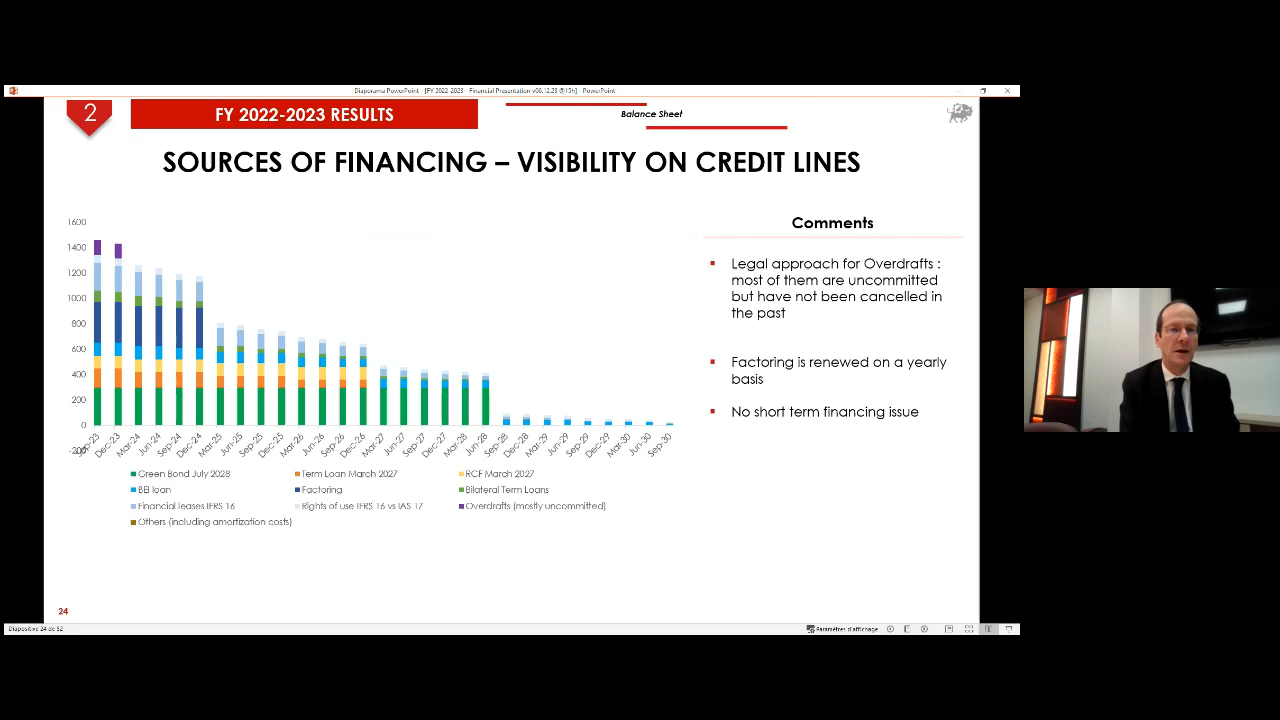 Diaporama PowerPoint - [FY 2022-2023 - Financial Presentation v06.12.23 @15h] - PowerPoint
2
FY 2022-2023 RESULTS
Balance Sheet
SOURCES OF FINANCING – VISIBILITY ON CREDIT LINES
1600
1400
1200
1000
800
600
400
200
0
-200
Sep-23 Dec-23 Mar-24 Jun-24 Sep-24 Dec-24 Mar-25 Jun-25 Sep-25 Dec-25 Mar-26 Jun-26 Sep-26 Dec-26 Mar-27 Jun-27 Sep-27 Dec-27 Mar-28 Jun-28 Sep-28 Dec-28 Mar-29 Jun-29 Sep-29 Dec-29 Mar-30 Jun-30 Sep-30
Green Bond July 2028 Term Loan March 2027 RCF March 2027
BEI loan Factoring Bilateral Term Loans
Financial leases IFRS 16 Rights of use IFRS 16 vs IAS 17 Overdrafts (mostly uncommitted)
Others (including amortization costs)
Comments
Legal approach for Overdrafts :
most of them are uncommitted
but have not been cancelled in
the past
Factoring is renewed on a yearly
basis
No short term financing issue
24
Diapositive 24 de 52
Paramètres d'affichage